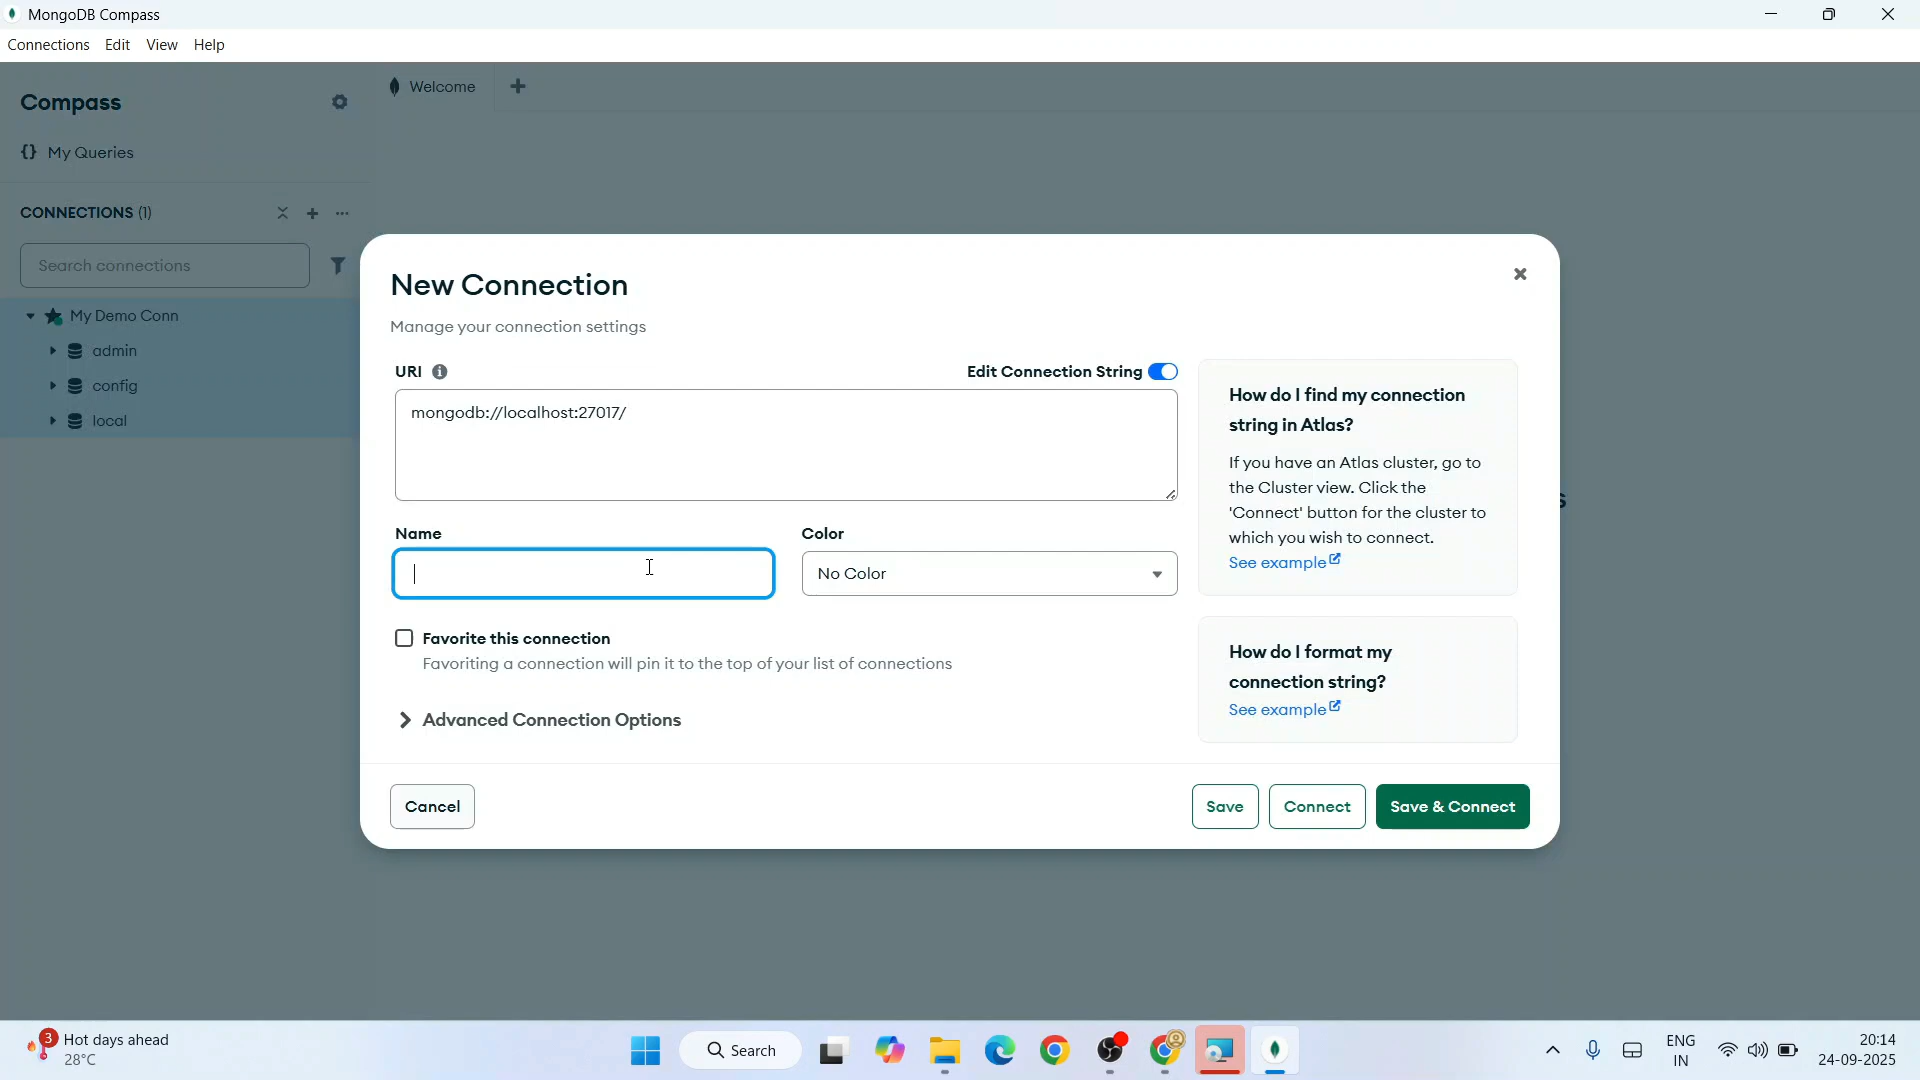 MongoDB Compass
Connections Edit View Help
Compass
Welcome
{} My Queries
CONNECTIONS (1)
Search connections
My Demo Conn
admin
config
local
New Connection
Manage your connection settings
URI
Edit Connection String
mongodb://localhost:27017/
Name
Color
No Color
Favorite this connection
Favoriting a connection will pin it to the top of your list of connections
Advanced Connection Options
How do I find my connection
string in Atlas?
If you have an Atlas cluster, go to
the Cluster view. Click the
'Connect' button for the cluster to
which you wish to connect.
See example
s
How do I format my
connection string?
See example
Cancel
Save
Connect
Save & Connect
3
Hot days ahead
28°C
Search
ENG
IN
20:14
24-09-2025